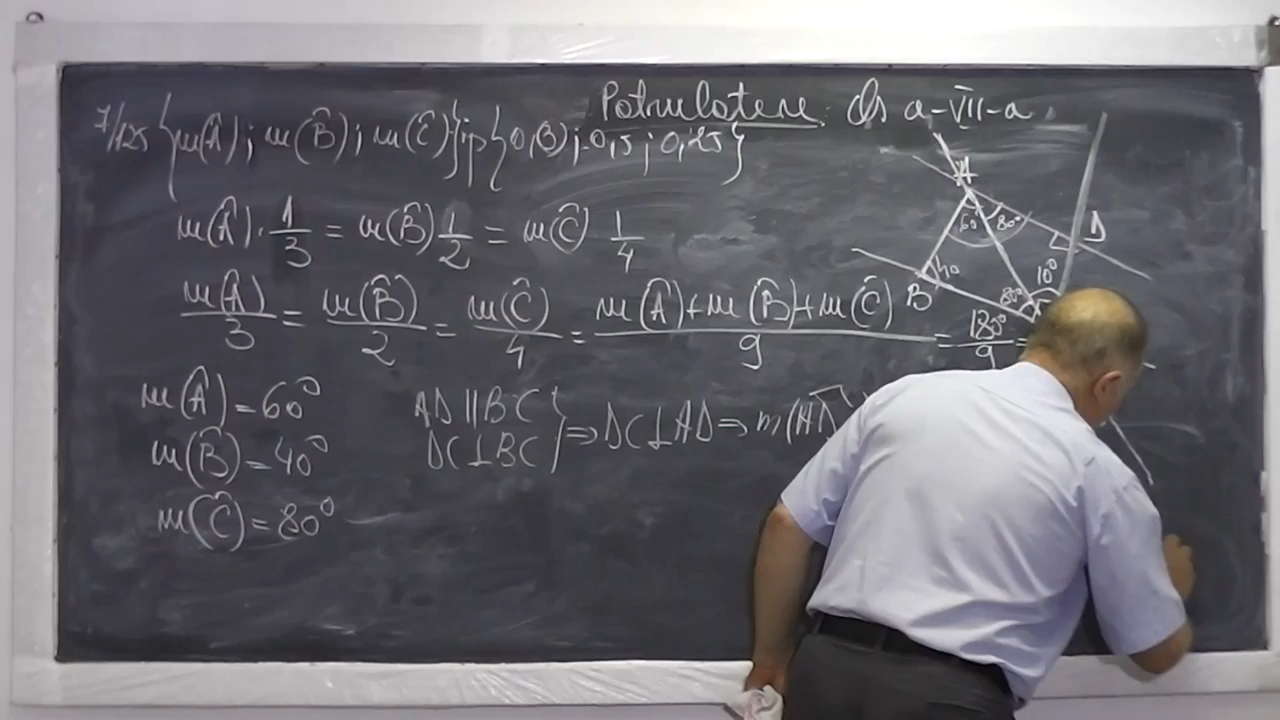 Patrulatere. Cls a-VII-a.
7/125 {m(Â); m(B̂); m(Ĉ)} ip {0,(3); 0,5; 0,25}
m(Â)·1/3 = m(B̂) 1/2 = m(Ĉ) 1/4
m(Â)/3 = m(B̂)/2 = m(Ĉ)/4 = m(Â)+m(B̂)+m(Ĉ)/9 = 180°/9 =
m(Â)=60°
m(B̂)=40°
m(Ĉ)=80°
AD∥BC
DC⊥BC } ⇒ DC⊥AD ⇒ m(AD
A
60° 80°
D
B 40
80° 10°